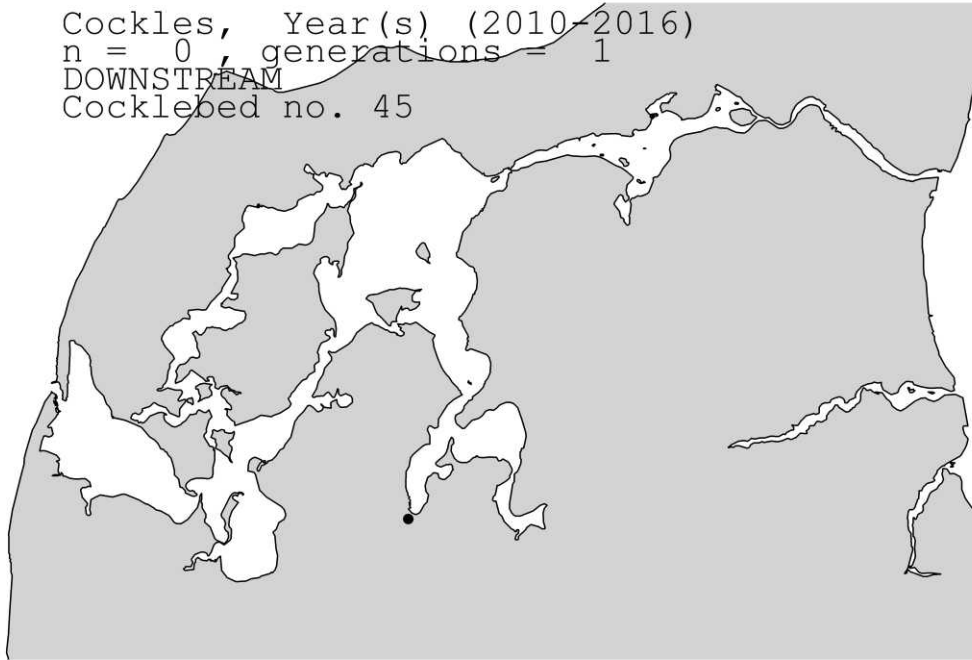 Cockles, Year(s) (2010-2016)
n = 0 , generations = 1
DOWNSTREAM
Cocklebed no. 45